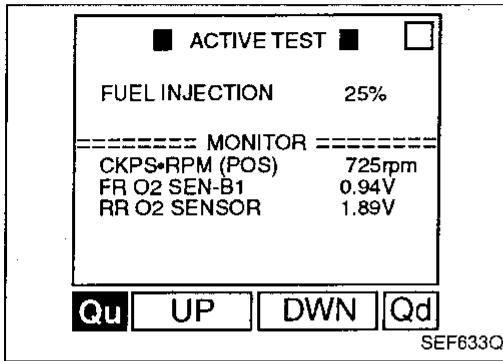 ACTIVE TEST
FUEL INJECTION 25%
========= MONITOR =========
CKPS•RPM (POS) 725rpm
FR O2 SEN-B1 0.94V
RR O2 SENSOR 1.89V
Qu UP DWN Qd
SEF633Q